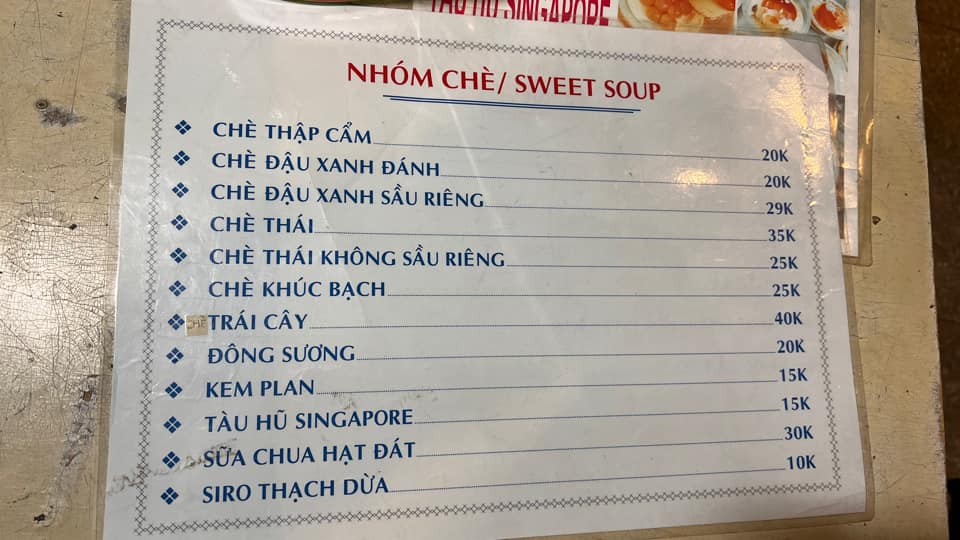 SINGAPORE
NHÓM CHÈ/ SWEET SOUP
❖ CHÈ THẬP CẨM 20K
❖ CHÈ ĐẬU XANH ĐÁNH 20K
❖ CHÈ ĐẬU XANH SẦU RIÊNG 29K
❖ CHÈ THÁI 35K
❖ CHÈ THÁI KHÔNG SẦU RIÊNG 25K
❖ CHÈ KHÚC BẠCH 25K
❖ CHÈ TRÁI CÂY 40K
❖ ĐÔNG SƯƠNG 20K
❖ KEM PLAN 15K
❖ TÀU HŨ SINGAPORE 15K
❖ SỮA CHUA HẠT ĐÁT 30K
❖ SIRO THẠCH DỪA 10K